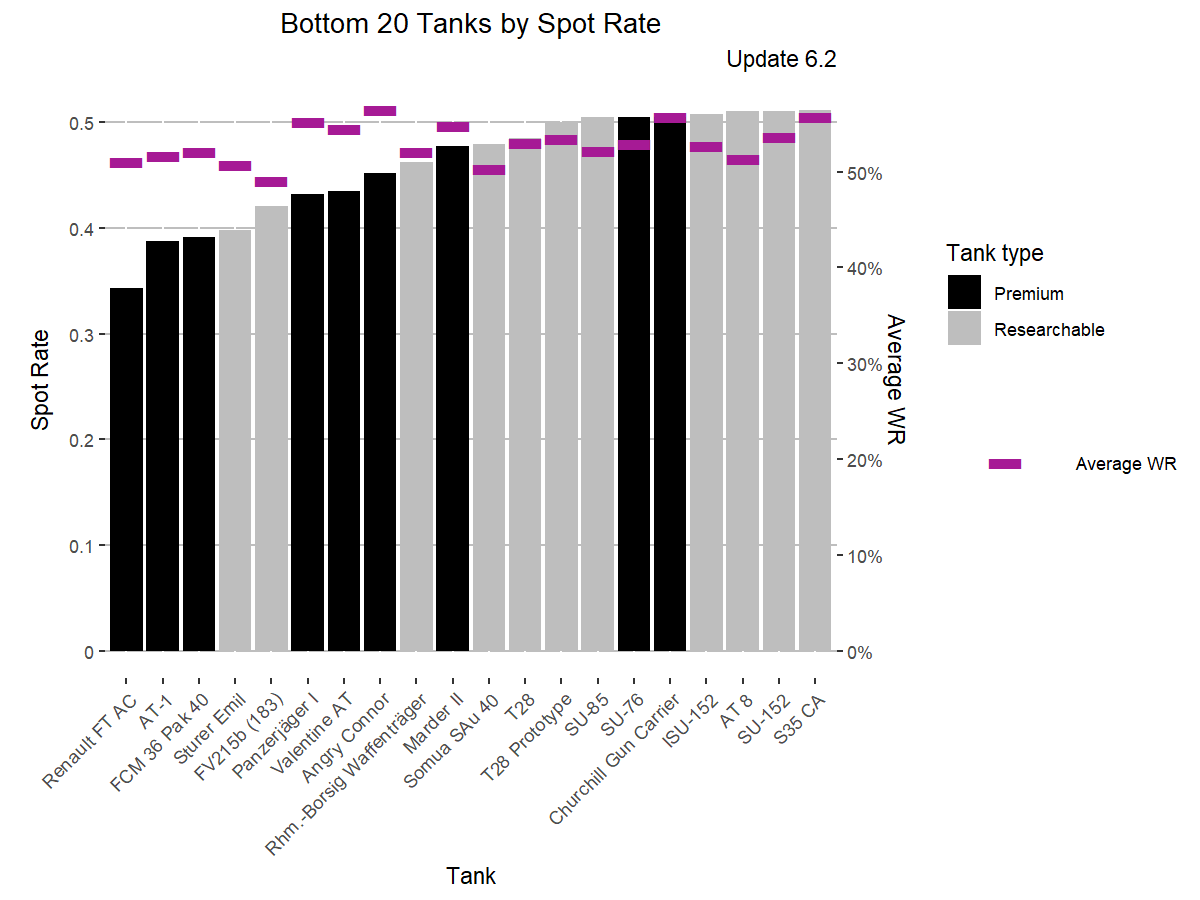 Bottom 20 Tanks by Spot Rate
Update 6.2
Spot Rate
0.5
0.4
0.3
0.2
0.1
0
50%
40%
30%
20%
10%
0%
Average WR
Renault FT AC
AT-1
FCM 36 Pak 40
Sturer Emil
FV215b (183)
Panzerjäger I
Valentine AT
Angry Connor
Rhm.-Borsig Waffenträger
Marder II
Somua SAu 40
T28
T28 Prototype
SU-85
SU-76
Churchill Gun Carrier
ISU-152
AT 8
SU-152
S35 CA
Tank
Tank type
Premium
Researchable
Average WR